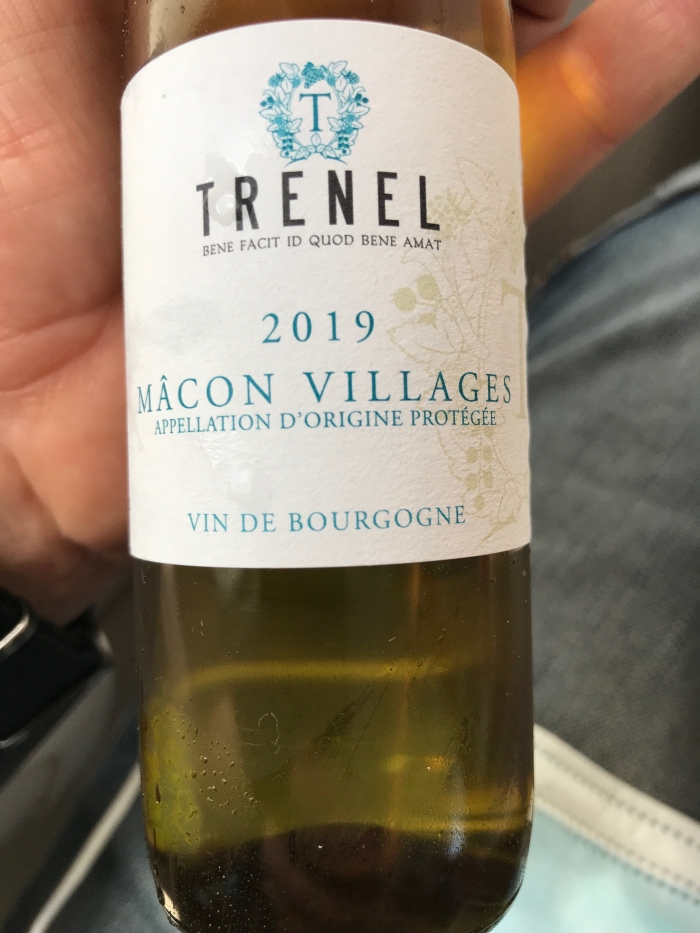 T
TRENEL
BENE FACIT ID QUOD BENE AMAT
2019
MÂCON VILLAGES
APPELLATION D'ORIGINE PROTÉGÉE
VIN DE BOURGOGNE